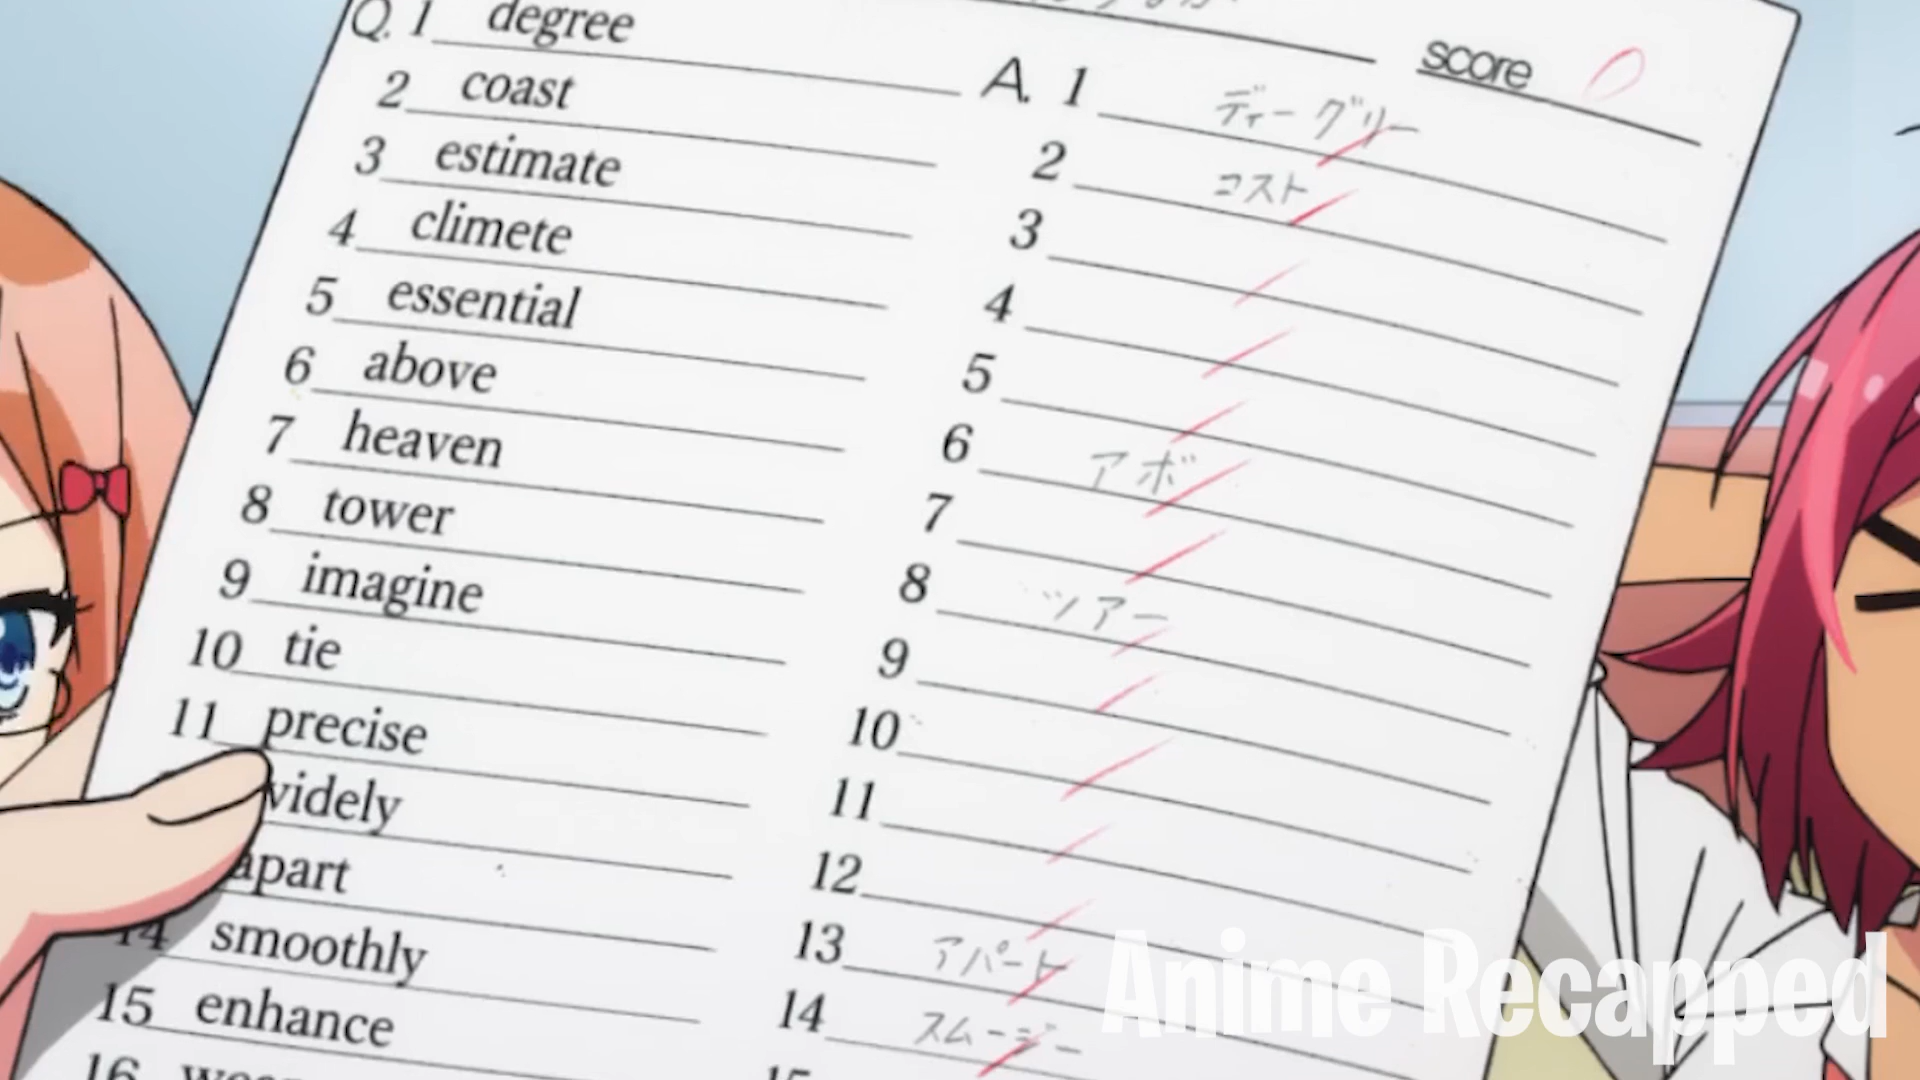 score 0
Q. 1 degree
2 coast
3 estimate
4 climete
5 essential
6 above
7 heaven
8 tower
9 imagine
10 tie
11 precise
videly
apart
14 smoothly
15 enhance
16
A. 1 ディーグリー
2 コスト
3
4
5
6 アボ
7
8 ツアー
9
10
11
12
13 アパート
14 スムージー
15
Anime Recapped